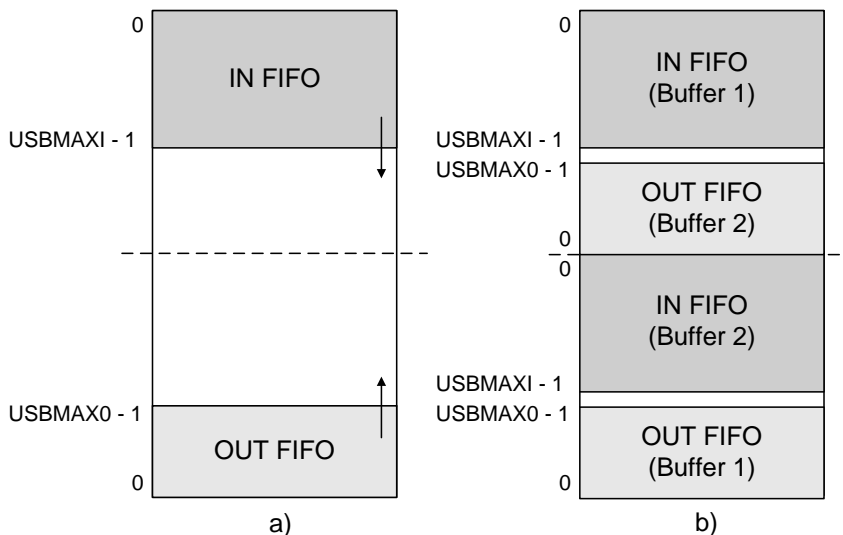 0
IN FIFO
USBMAXI - 1
USBMAX0 - 1
OUT FIFO
0
a)
0
IN FIFO
(Buffer 1)
USBMAXI - 1
USBMAX0 - 1
OUT FIFO
(Buffer 2)
0
0
IN FIFO
(Buffer 2)
USBMAXI - 1
USBMAX0 - 1
OUT FIFO
(Buffer 1)
0
b)